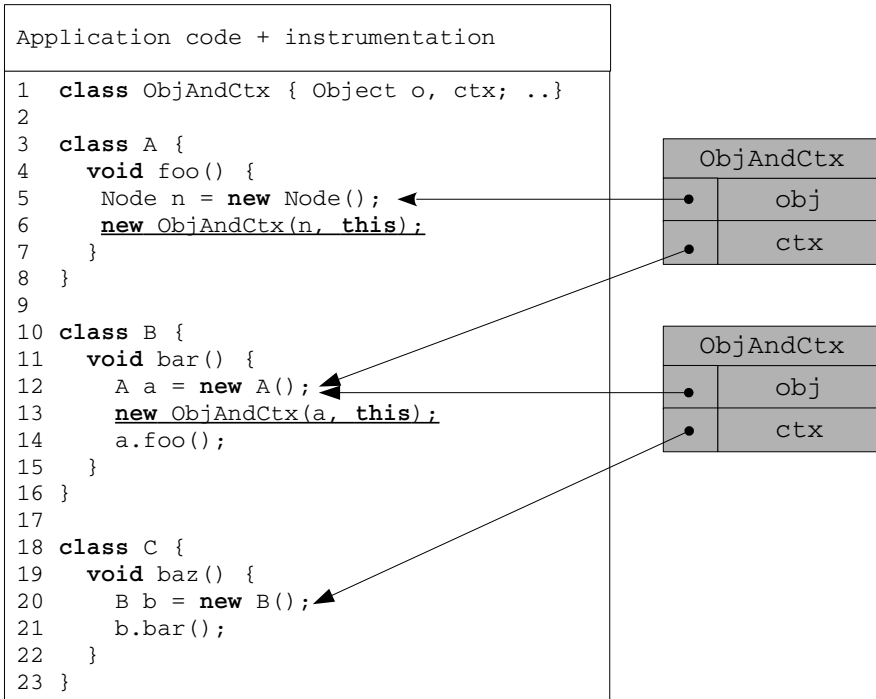 Application code + instrumentation
1 class ObjAndCtx { Object o, ctx; ..}
2
3 class A {
4 void foo() {
5 Node n = new Node();
6 new ObjAndCtx(n, this);
7 }
8 }
9
10 class B {
11 void bar() {
12 A a = new A();
13 new ObjAndCtx(a, this);
14 a.foo();
15 }
16 }
17
18 class C {
19 void baz() {
20 B b = new B();
21 b.bar();
22 }
23 }
ObjAndCtx
obj
ctx
ObjAndCtx
obj
ctx